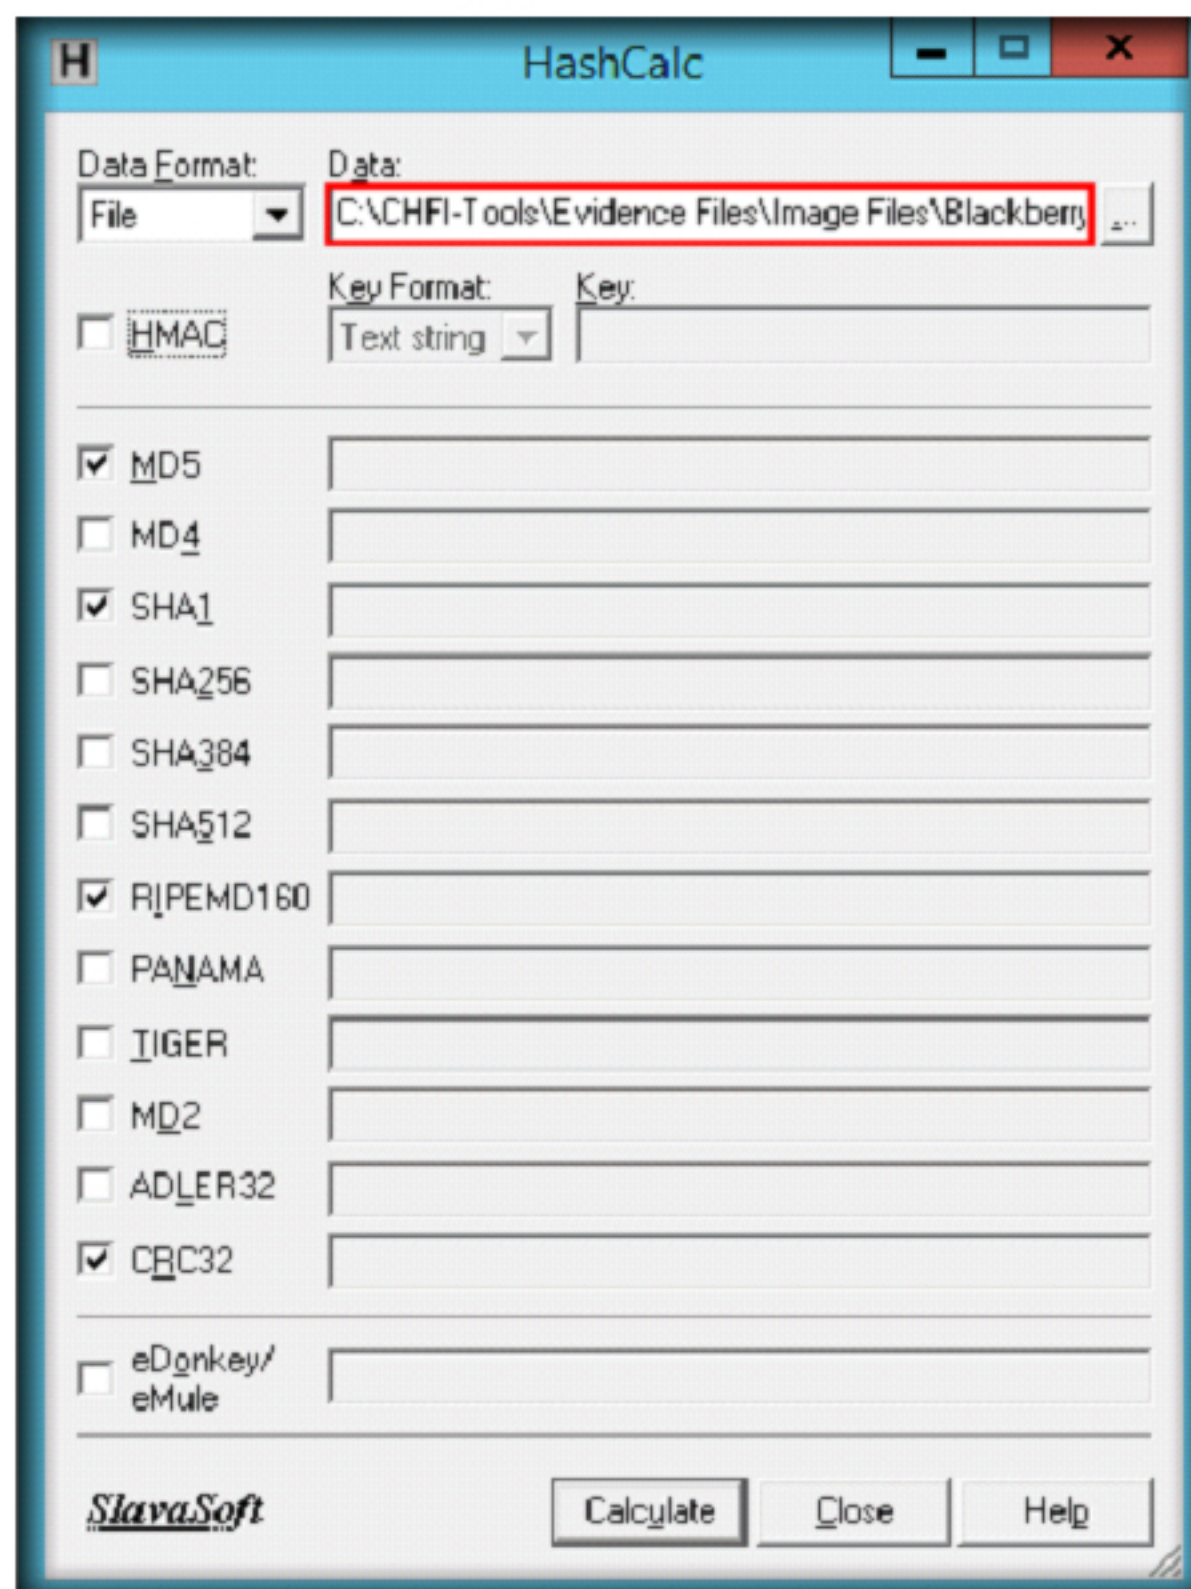 H HashCalc
Data Format: Data:
File C:\CHFI-Tools\Evidence Files\Image Files\Blackberry ...
Key Format: Key:
HMAC Text string
MD5
MD4
SHA1
SHA256
SHA384
SHA512
RIPEMD160
PANAMA
TIGER
MD2
ADLER32
CRC32
eDonkey/
eMule
SlavaSoft Calculate Close Help